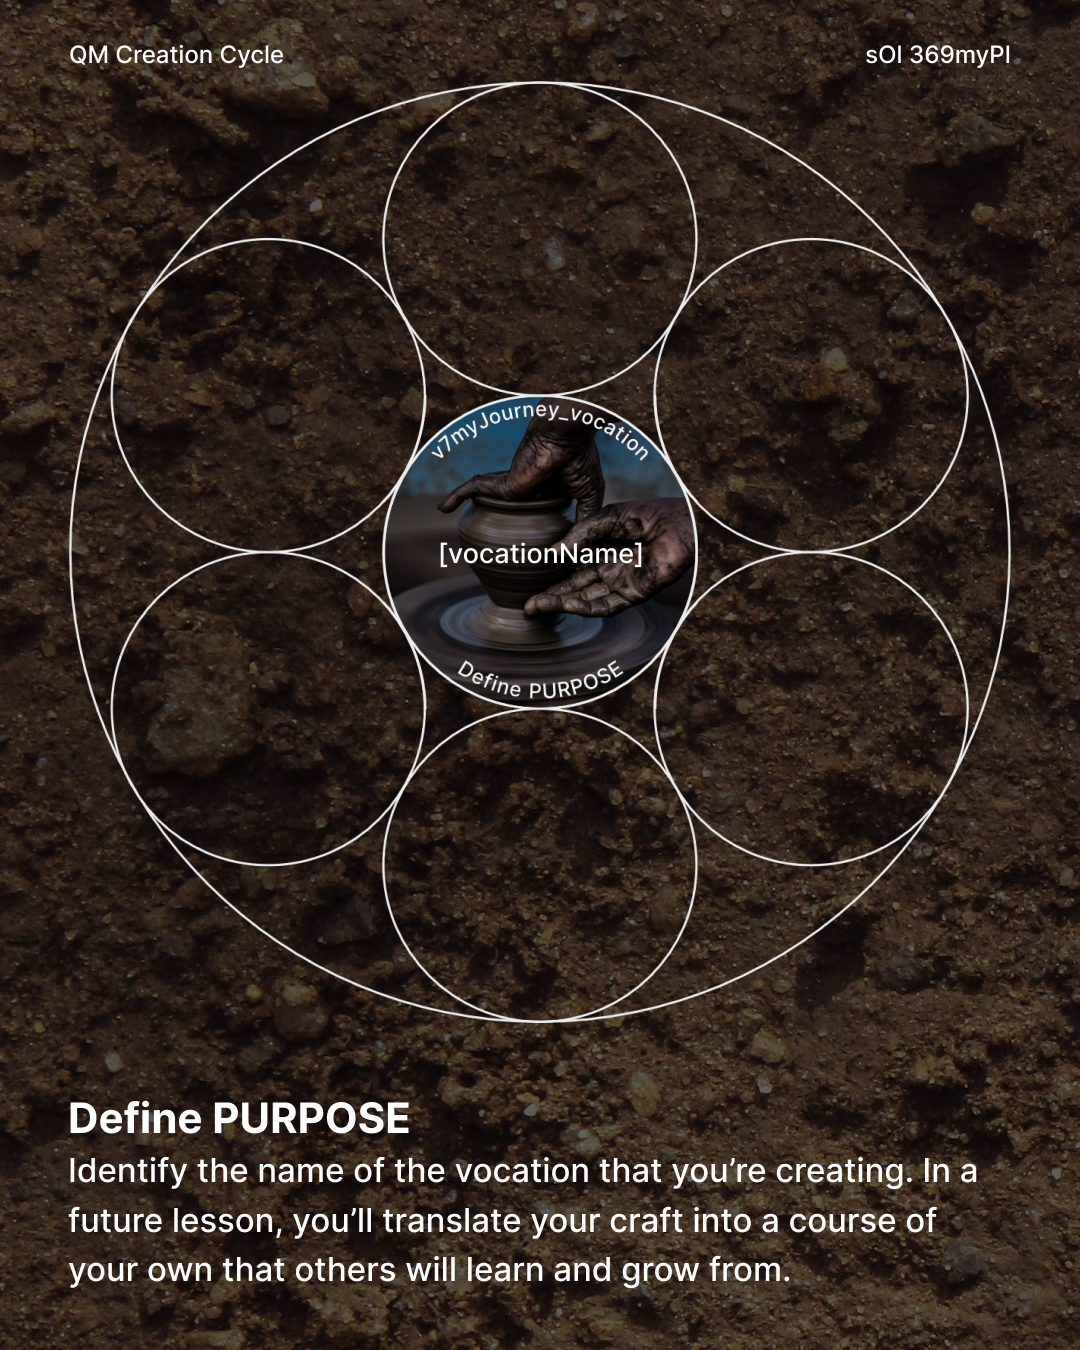 QM Creation Cycle
sOI 369myPI
v7myJourney_vocation
[vocationName]
Define PURPOSE
Define PURPOSE
Identify the name of the vocation that you’re creating. In a
future lesson, you’ll translate your craft into a course of
your own that others will learn and grow from.